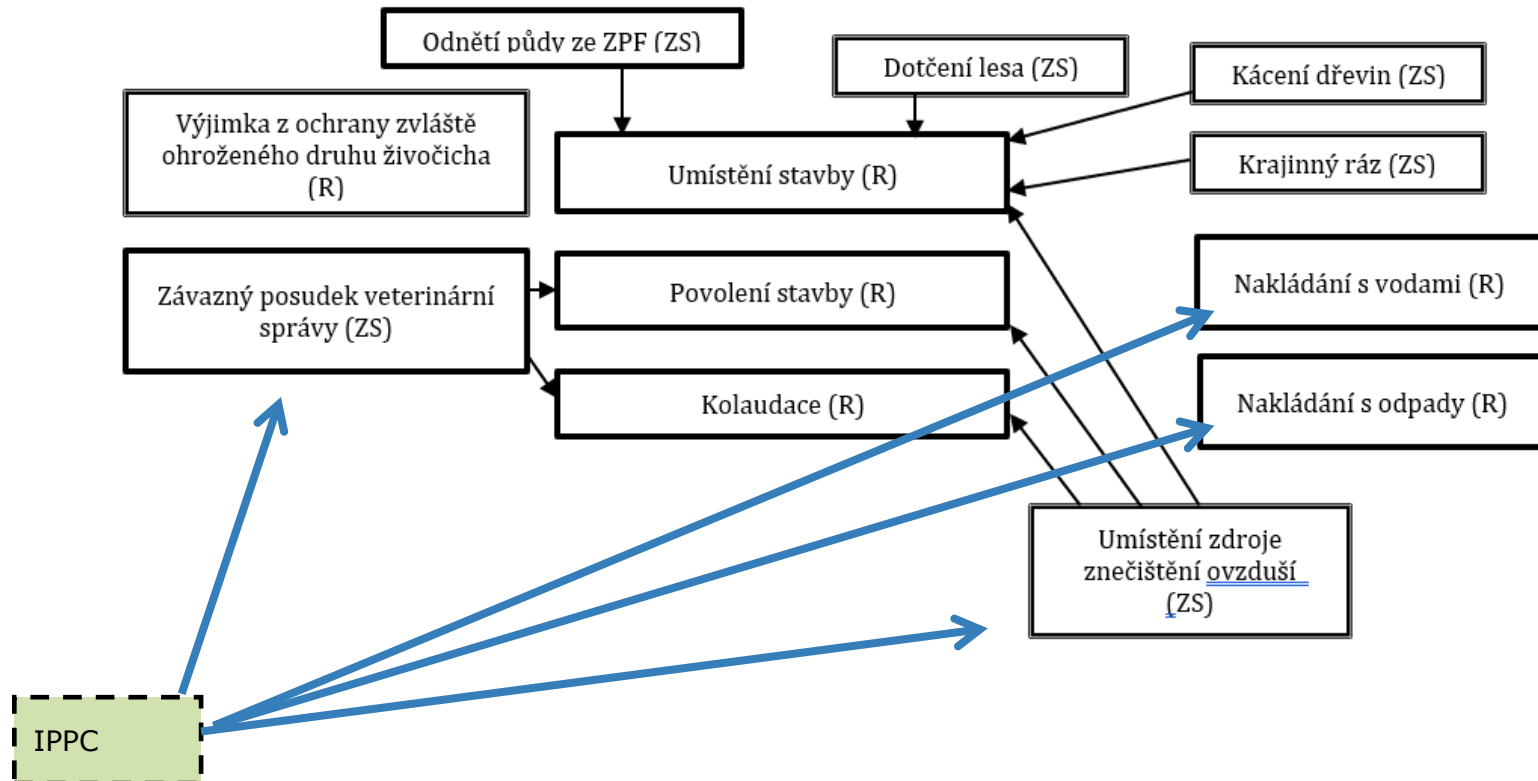 Odnětí půdy ze ZPF (ZS)
Dotčení lesa (ZS)
Kácení dřevin (ZS)
Výjimka z ochrany zvláště
ohroženého druhu živočicha
(R)
Umístění stavby (R)
Krajinný ráz (ZS)
Závazný posudek veterinární
správy (ZS)
Povolení stavby (R)
Nakládání s vodami (R)
Kolaudace (R)
Nakládání s odpady (R)
Umístění zdroje
znečištění ovzduší
(ZS)
IPPC